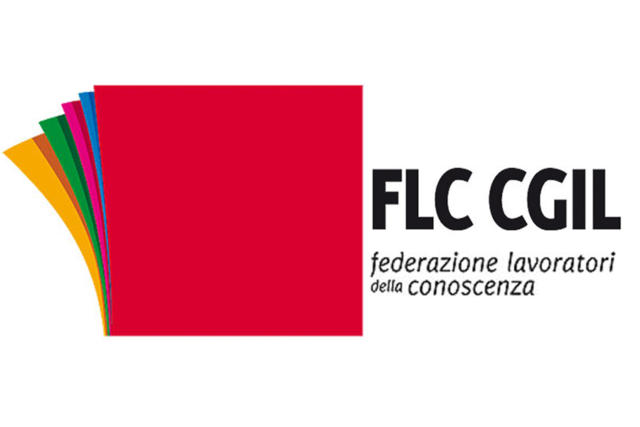 FLC CGIL
federazione lavoratori
della conoscenza